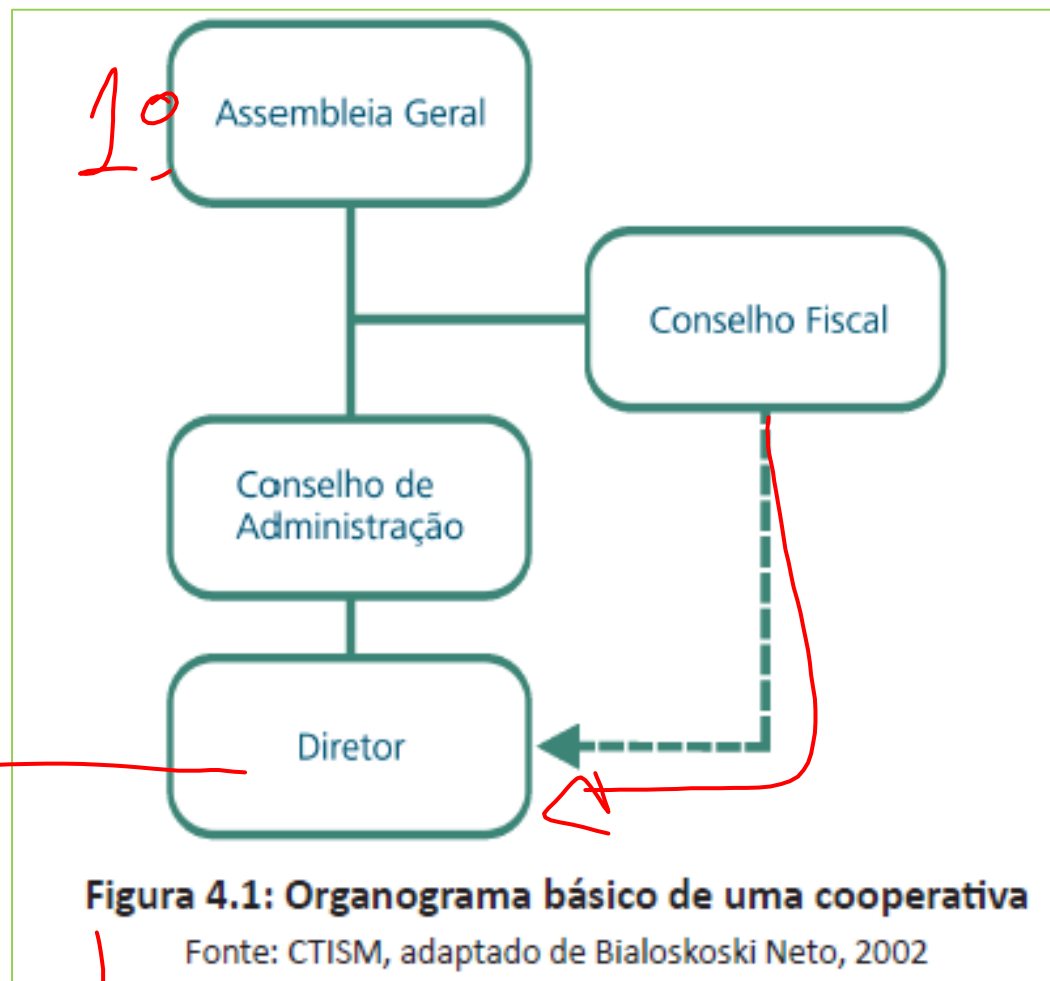 1º
Assembleia Geral
Conselho Fiscal
Conselho de
Administração
Diretor
Figura 4.1: Organograma básico de uma cooperativa
Fonte: CTISM, adaptado de Bialoskoski Neto, 2002